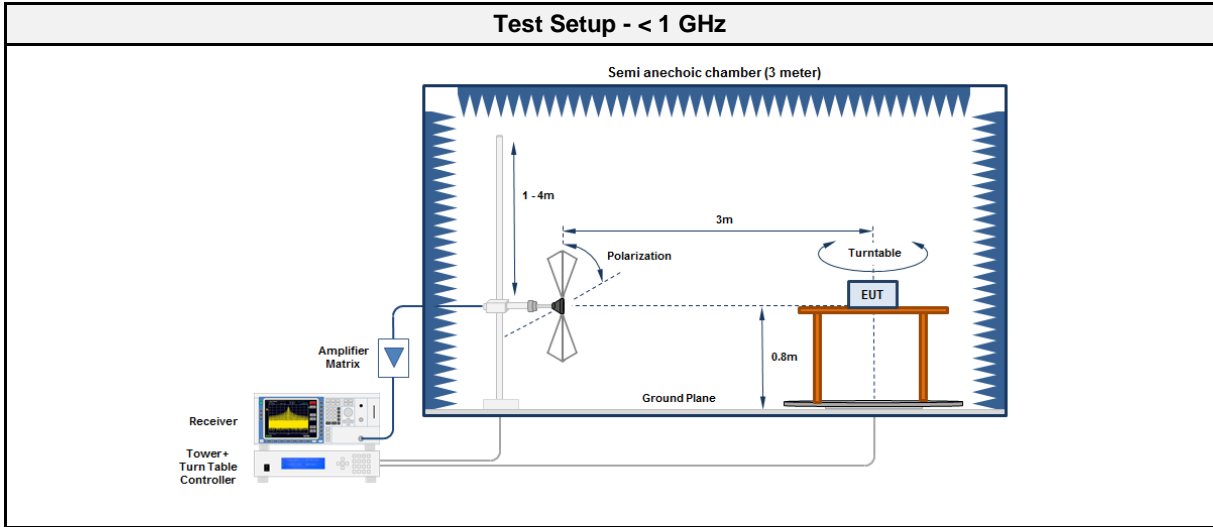 Test Setup - < 1 GHz
Semi anechoic chamber (3 meter)
1 - 4m
3m
Polarization
Turntable
EUT
Amplifier
Matrix
0.8m
Ground Plane
Receiver
Tower+
Turn Table
Controller